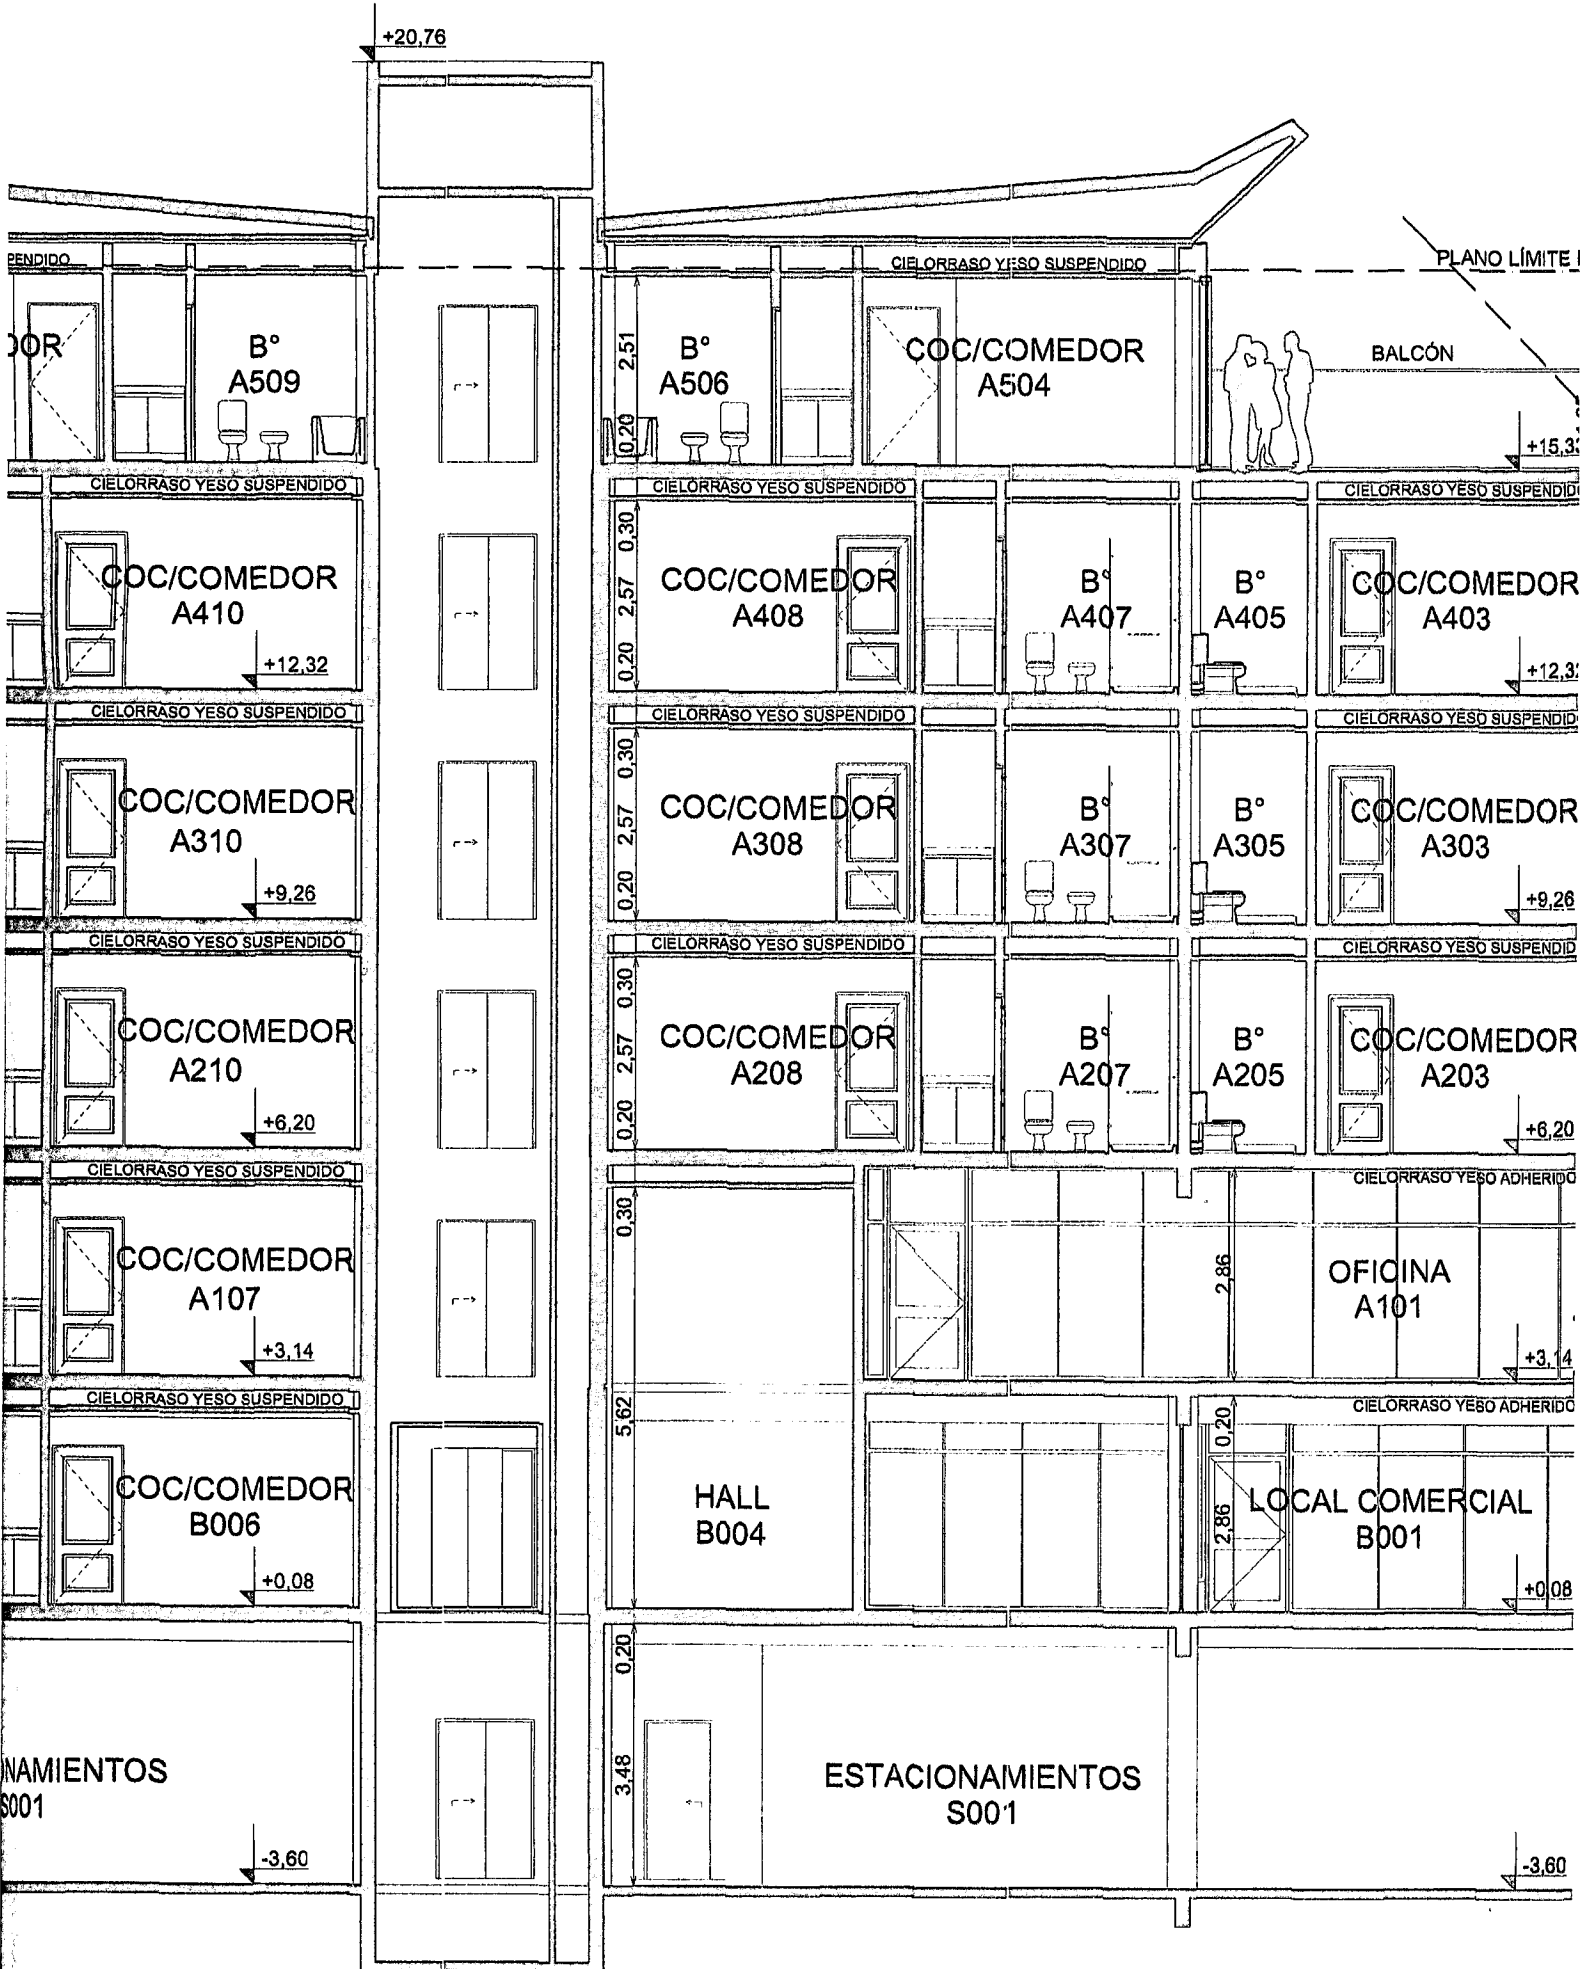 +20,76
PENDIDO
CIELORRASO YESO SUSPENDIDO
PLANO LÍMITE
B°
A509
2,51
0,20
B°
A506
COC/COMEDOR
A504
BALCÓN
+15,33
CIELORRASO YESO SUSPENDIDO
CIELORRASO YESO SUSPENDIDO
CIELORRASO YESO SUSPENDID
COC/COMEDOR
A410
+12,32
0,30
2,57
0,20
COC/COMEDOR
A408
B°
A407
B°
A405
COC/COMEDOR
A403
+12,32
CIELORRASO YESO SUSPENDIDO
CIELORRASO YESO SUSPENDIDO
CIELORRASO YESO SUSPENDID
COC/COMEDOR
A310
+9,26
0,30
2,57
0,20
COC/COMEDOR
A308
B°
A307
B°
A305
COC/COMEDOR
A303
+9,26
CIELORRASO YESO SUSPENDIDO
CIELORRASO YESO SUSPENDIDO
CIELORRASO YESO SUSPENDID
COC/COMEDOR
A210
+6,20
0,30
2,57
0,20
COC/COMEDOR
A208
B°
A207
B°
A205
COC/COMEDOR
A203
+6,20
CIELORRASO YESO SUSPENDIDO
CIELORRASO YESO ADHERIDO
COC/COMEDOR
A107
+3,14
0,30
2,86
OFICINA
A101
+3,14
CIELORRASO YESO SUSPENDIDO
CIELORRASO YESO ADHERIDO
COC/COMEDOR
B006
+0,08
5,62
HALL
B004
0,20
2,86
LOCAL COMERCIAL
B001
+0,08
NAMIENTOS
S001
-3,60
0,20
3,48
ESTACIONAMIENTOS
S001
-3,60